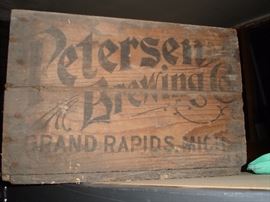 Petersen
Brewing Co
GRAND RAPIDS, MICH